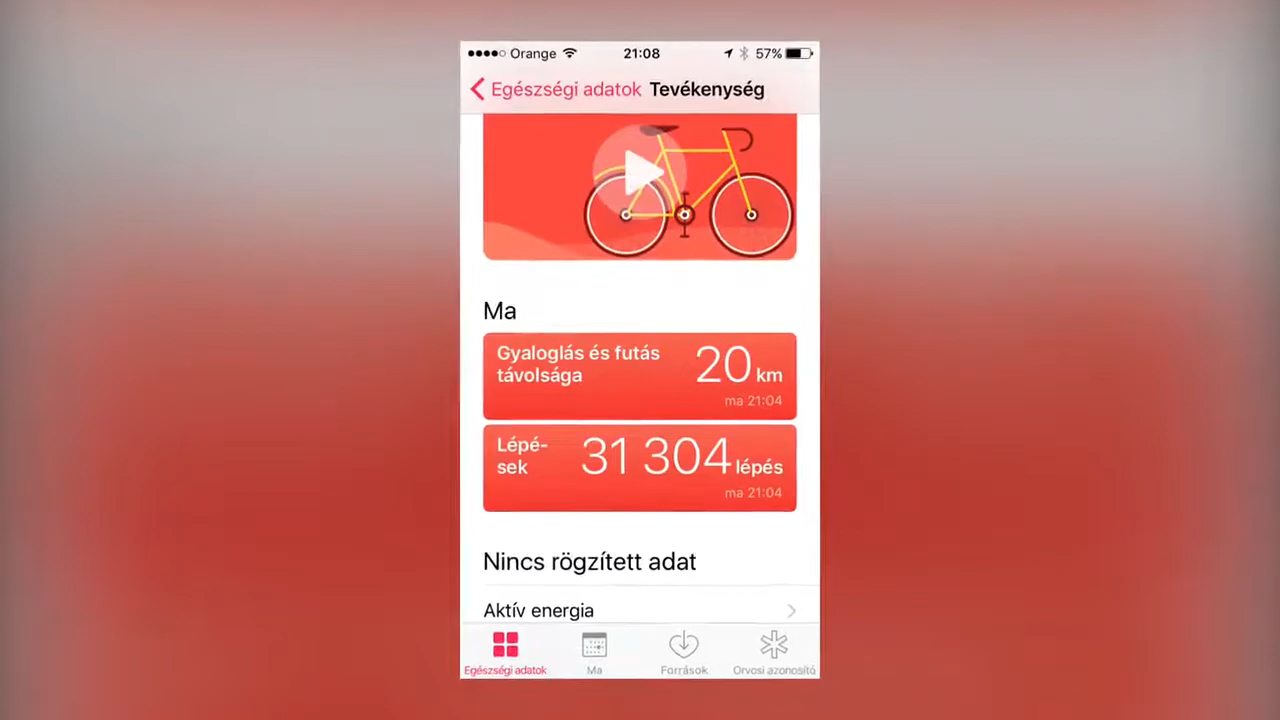 Orange 21:08 57%
Egészségi adatok Tevékenység
Ma
Gyaloglás és futás
távolsága
20 km
ma 21:04
Lépé-
sek
31 304 lépés
ma 21:04
Nincs rögzített adat
Aktív energia
Egészségi adatok Ma Források Orvosi azonosító